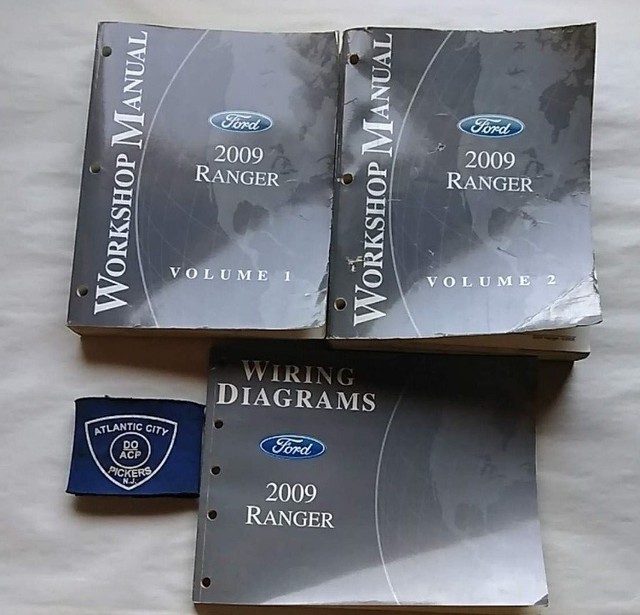 WORKSHOP MANUAL
Ford
2009
RANGER
VOLUME 1
WORKSHOP MANUAL
Ford
2009
RANGER
VOLUME 2
WIRING
DIAGRAMS
Ford
2009
RANGER
ATLANTIC CITY
DO
ACP
PICKERS
N.J.